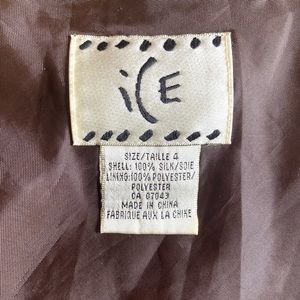 iCE
SIZE/TAILLE 4
SHELL: 100% SILK/SOIE
LINING:100% POLYESTER/
POLYESTER
CA 07043
MADE IN CHINA
FABRIQUE AUX LA CHINE